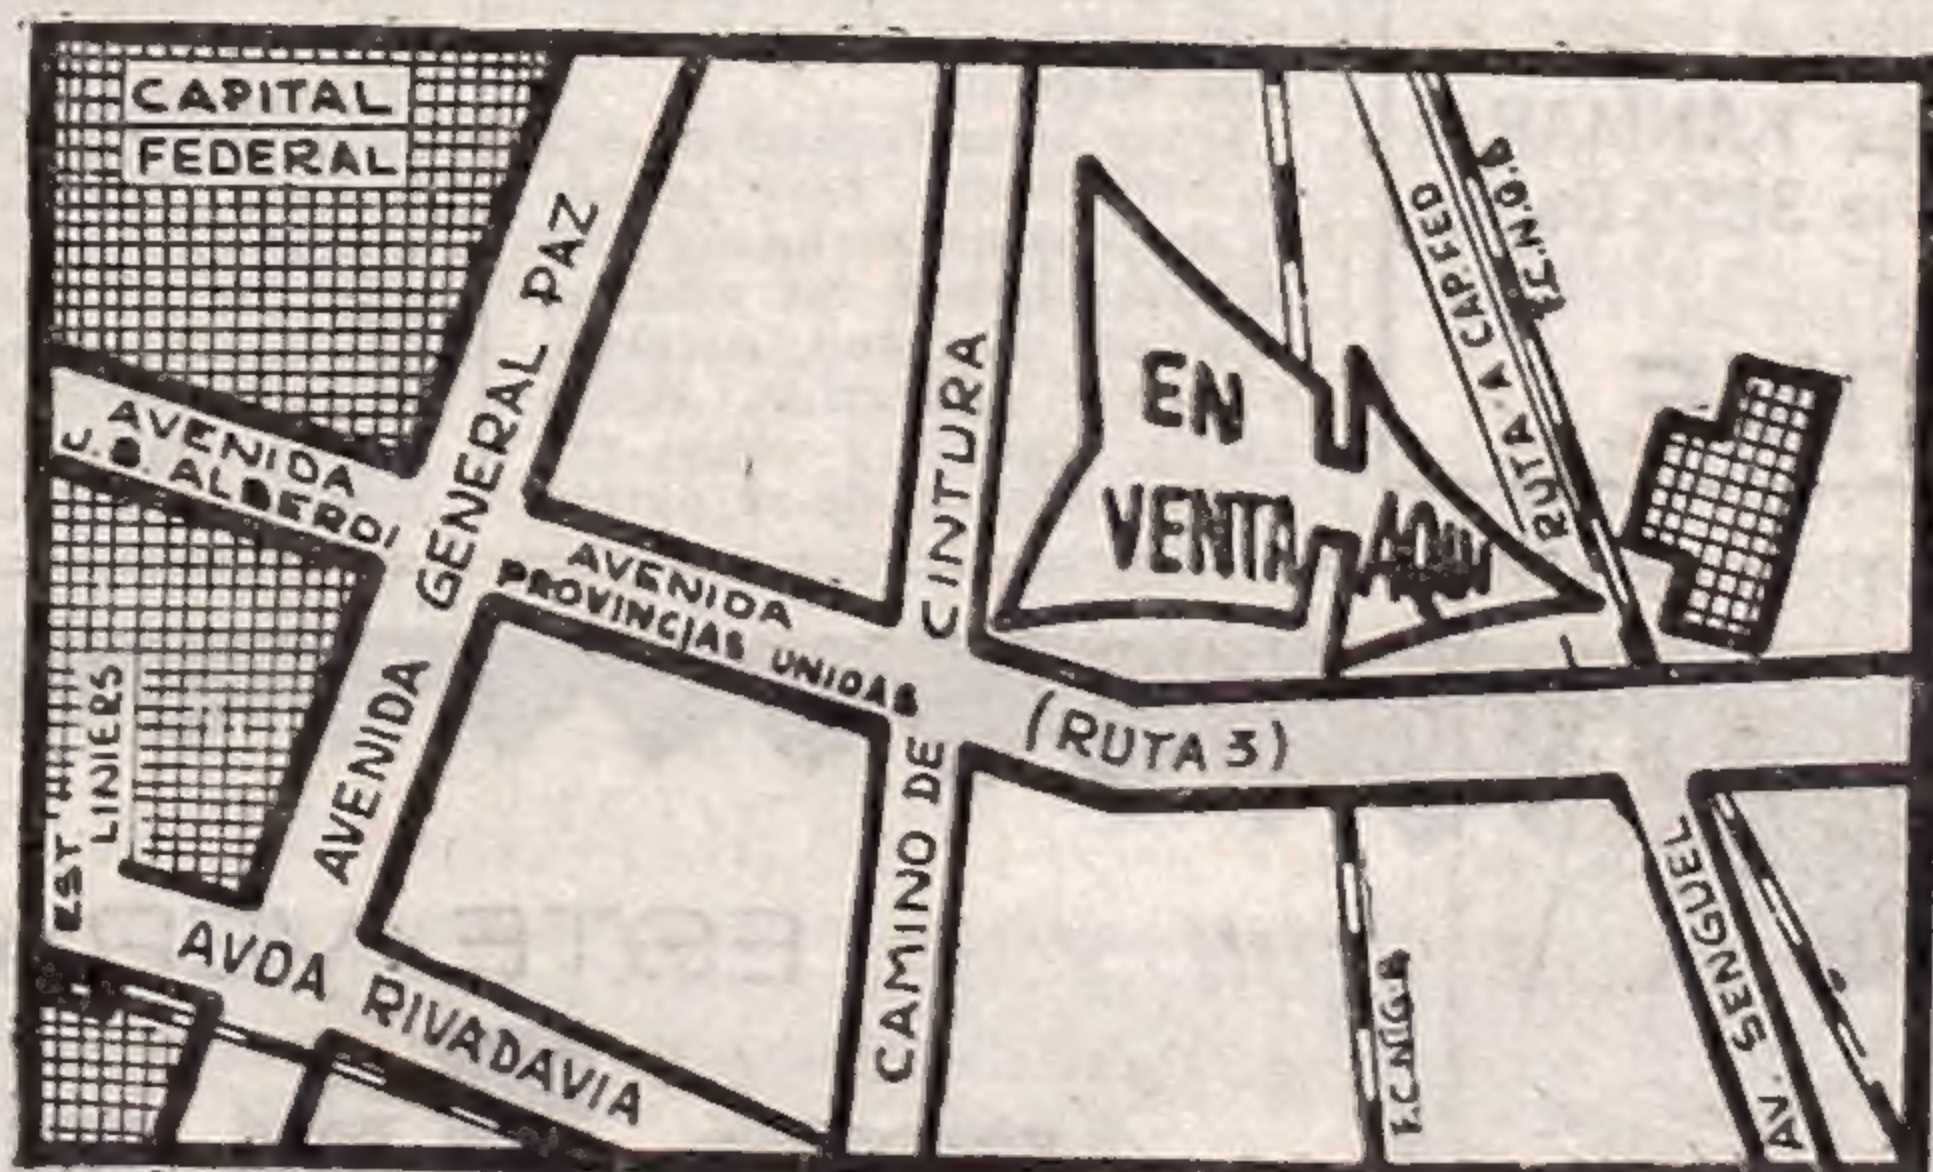 CAPITAL
FEDERAL
AVENIDA
J.B. ALBERDI
AVENIDA GENERAL PAZ
AVENIDA
PROVINCIAS UNIDAS
(RUTA 3)
CAMINO DE CINTURA
EN
VENTA AQUI
RUTA A CAP. FED
F.C.N.G.B
EST
LINIERS
AVDA RIVADAVIA
F.C.N.G.B
AV. SENGUEL